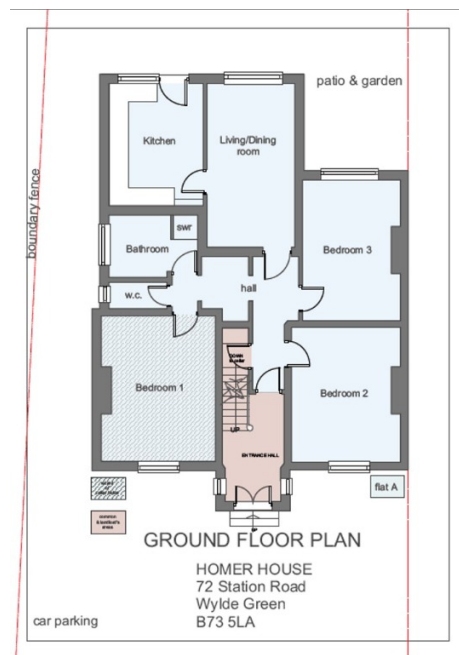 patio & garden
boundary fence
Kitchen
Living/Dining
room
swr
Bathroom
Bedroom 3
w.c.
hall
Bedroom 1
Bedroom 2
UP
ENTRANCE HALL
flat A
UP
GROUND FLOOR PLAN
HOMER HOUSE
72 Station Road
Wylde Green
B73 5LA
car parking